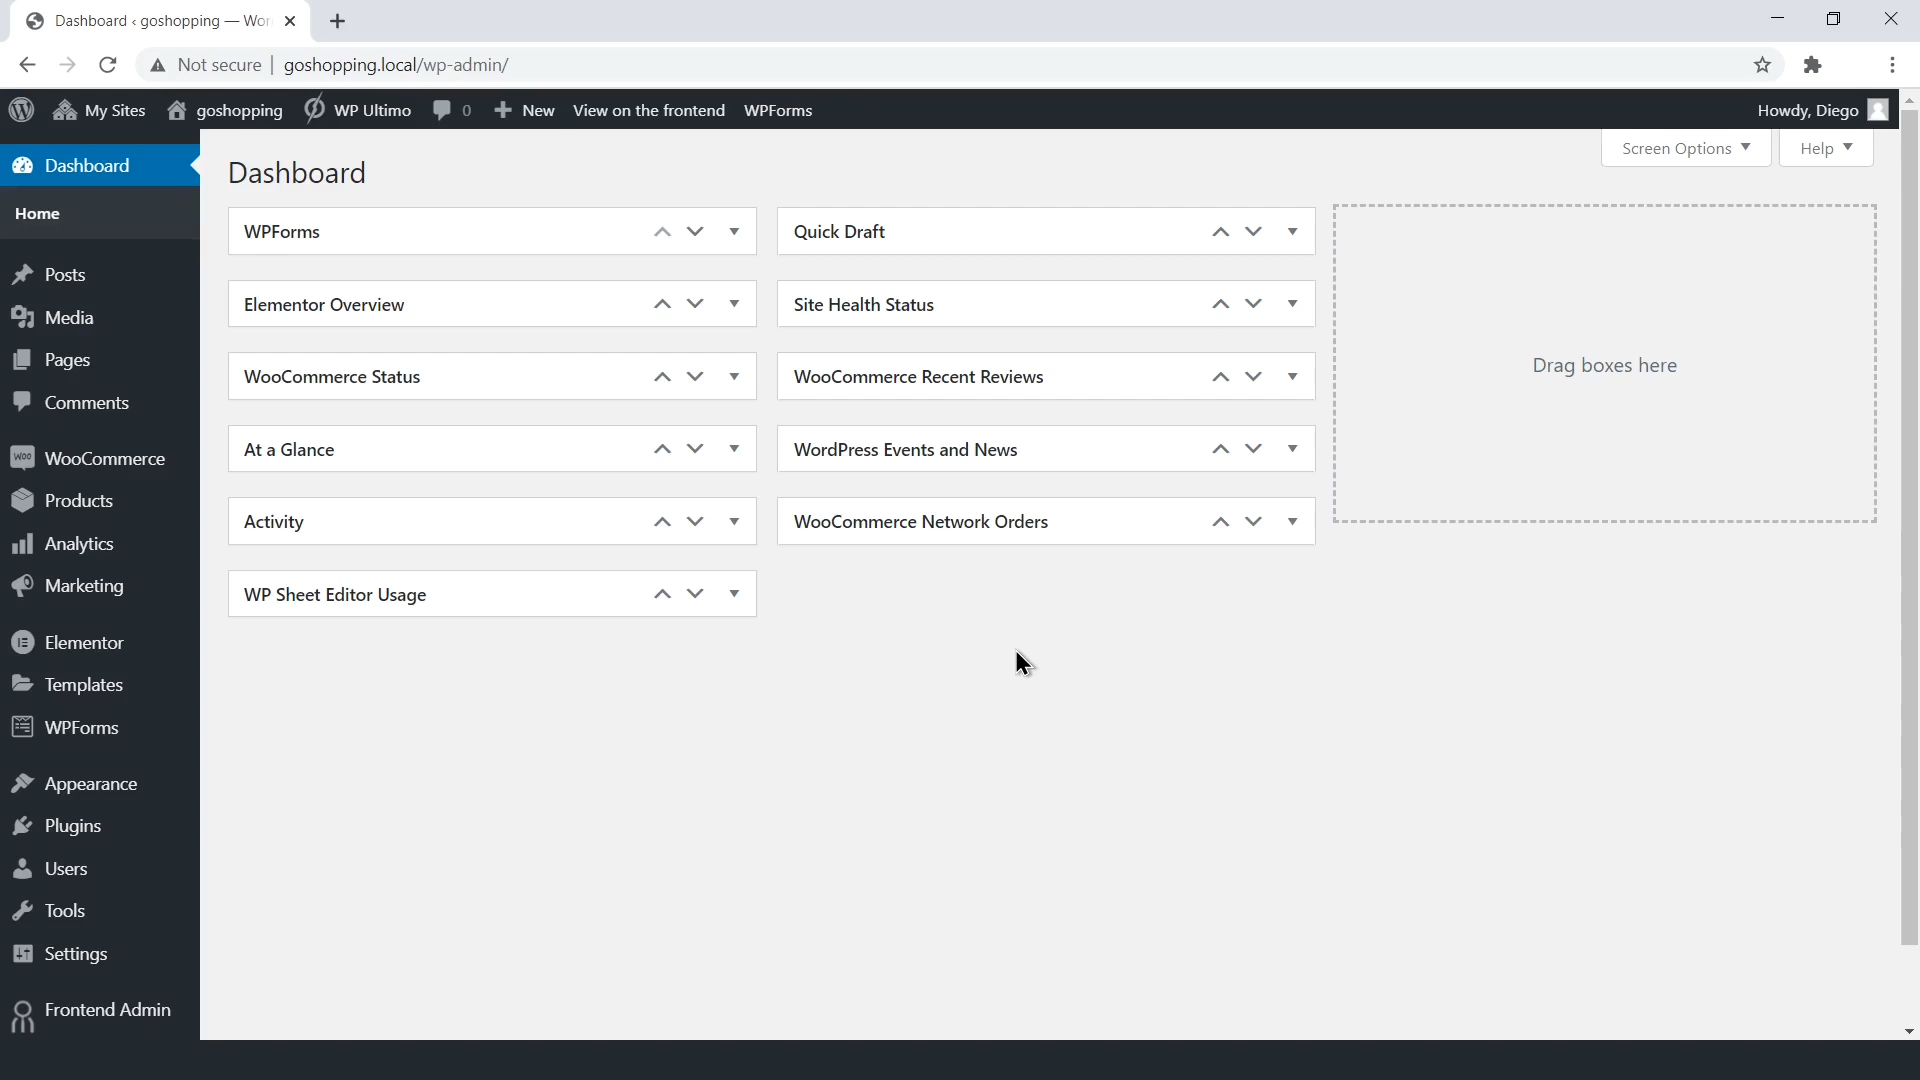 Dashboard ‹ goshopping — Wor
Not secure | goshopping.local/wp-admin/
My Sites goshopping WP Ultimo 0 New View on the frontend WPForms Howdy, Diego
Screen Options Help
Dashboard
Home
Posts
Media
Pages
Comments
Woo WooCommerce
Products
Analytics
Marketing
Elementor
Templates
WPForms
Appearance
Plugins
Users
Tools
Settings
Frontend Admin
Dashboard
WPForms
Elementor Overview
WooCommerce Status
At a Glance
Activity
WP Sheet Editor Usage
Quick Draft
Site Health Status
WooCommerce Recent Reviews
WordPress Events and News
WooCommerce Network Orders
Drag boxes here